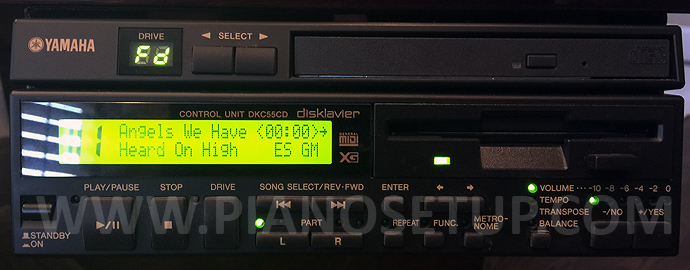 YAMAHA
DRIVE
Fd
◄ SELECT ►
CONTROL UNIT DKC55CD disklavier
1 Angels We Have <00:00>→
Heard On High ES GM
GENERAL MIDI
XG
PLAY/PAUSE STOP DRIVE SONG SELECT/REV-FWD ENTER ← → VOLUME ··· -10 -8 -6 -4 -2 0
TEMPO
TRANSPOSE -/NO +/YES
BALANCE
PART
L R
REPEAT FUNC. METRO-NOME
STANDBY
ON
WWW.PIANOSETUP.COM